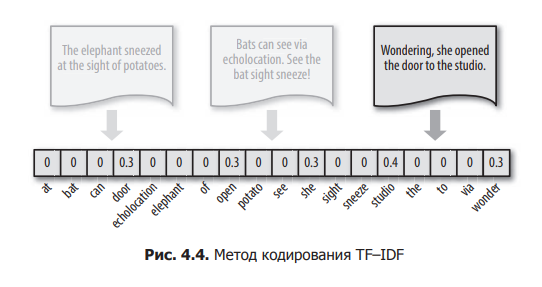 The elephant sneezed
at the sight of potatoes.
Bats can see via
echolocation. See the
bat sight sneeze!
Wondering, she opened
the door to the studio.
0 0 0 0.3 0 0 0 0.3 0 0 0.3 0 0 0.4 0 0 0 0.3
at bat can door echolocation elephant of open potato see she sight sneeze studio the to via wonder
Рис. 4.4. Метод кодирования TF–IDF